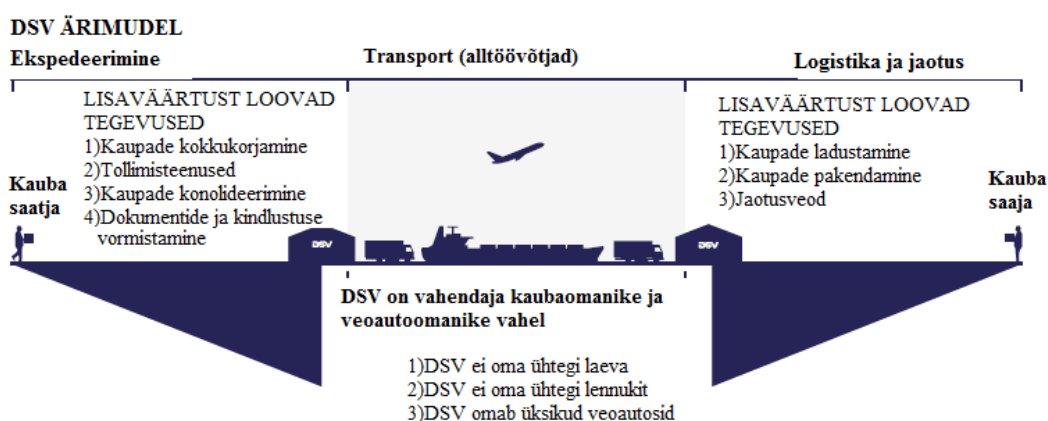 DSV ÄRIMUDEL
Ekspedeerimine
Transport (alltöövõtjad)
Logistika ja jaotus
LISAVÄÄRTUST LOOVAD
TEGEVUSED
1)Kaupade kokkukorjamine
2)Tollimisteenused
3)Kaupade konolideerimine
4)Dokumentide ja kindlustuse
vormistamine
LISAVÄÄRTUST LOOVAD
TEGEVUSED
1)Kaupade ladustamine
2)Kaupade pakendamine
3)Jaotusveod
Kauba
saatja
Kauba
saaja
DSV
DSV
DSV on vahendaja kaubaomanike ja
veoautoomanike vahel
1)DSV ei oma ühtegi laeva
2)DSV ei oma ühtegi lennukit
3)DSV omab üksikud veoautosid